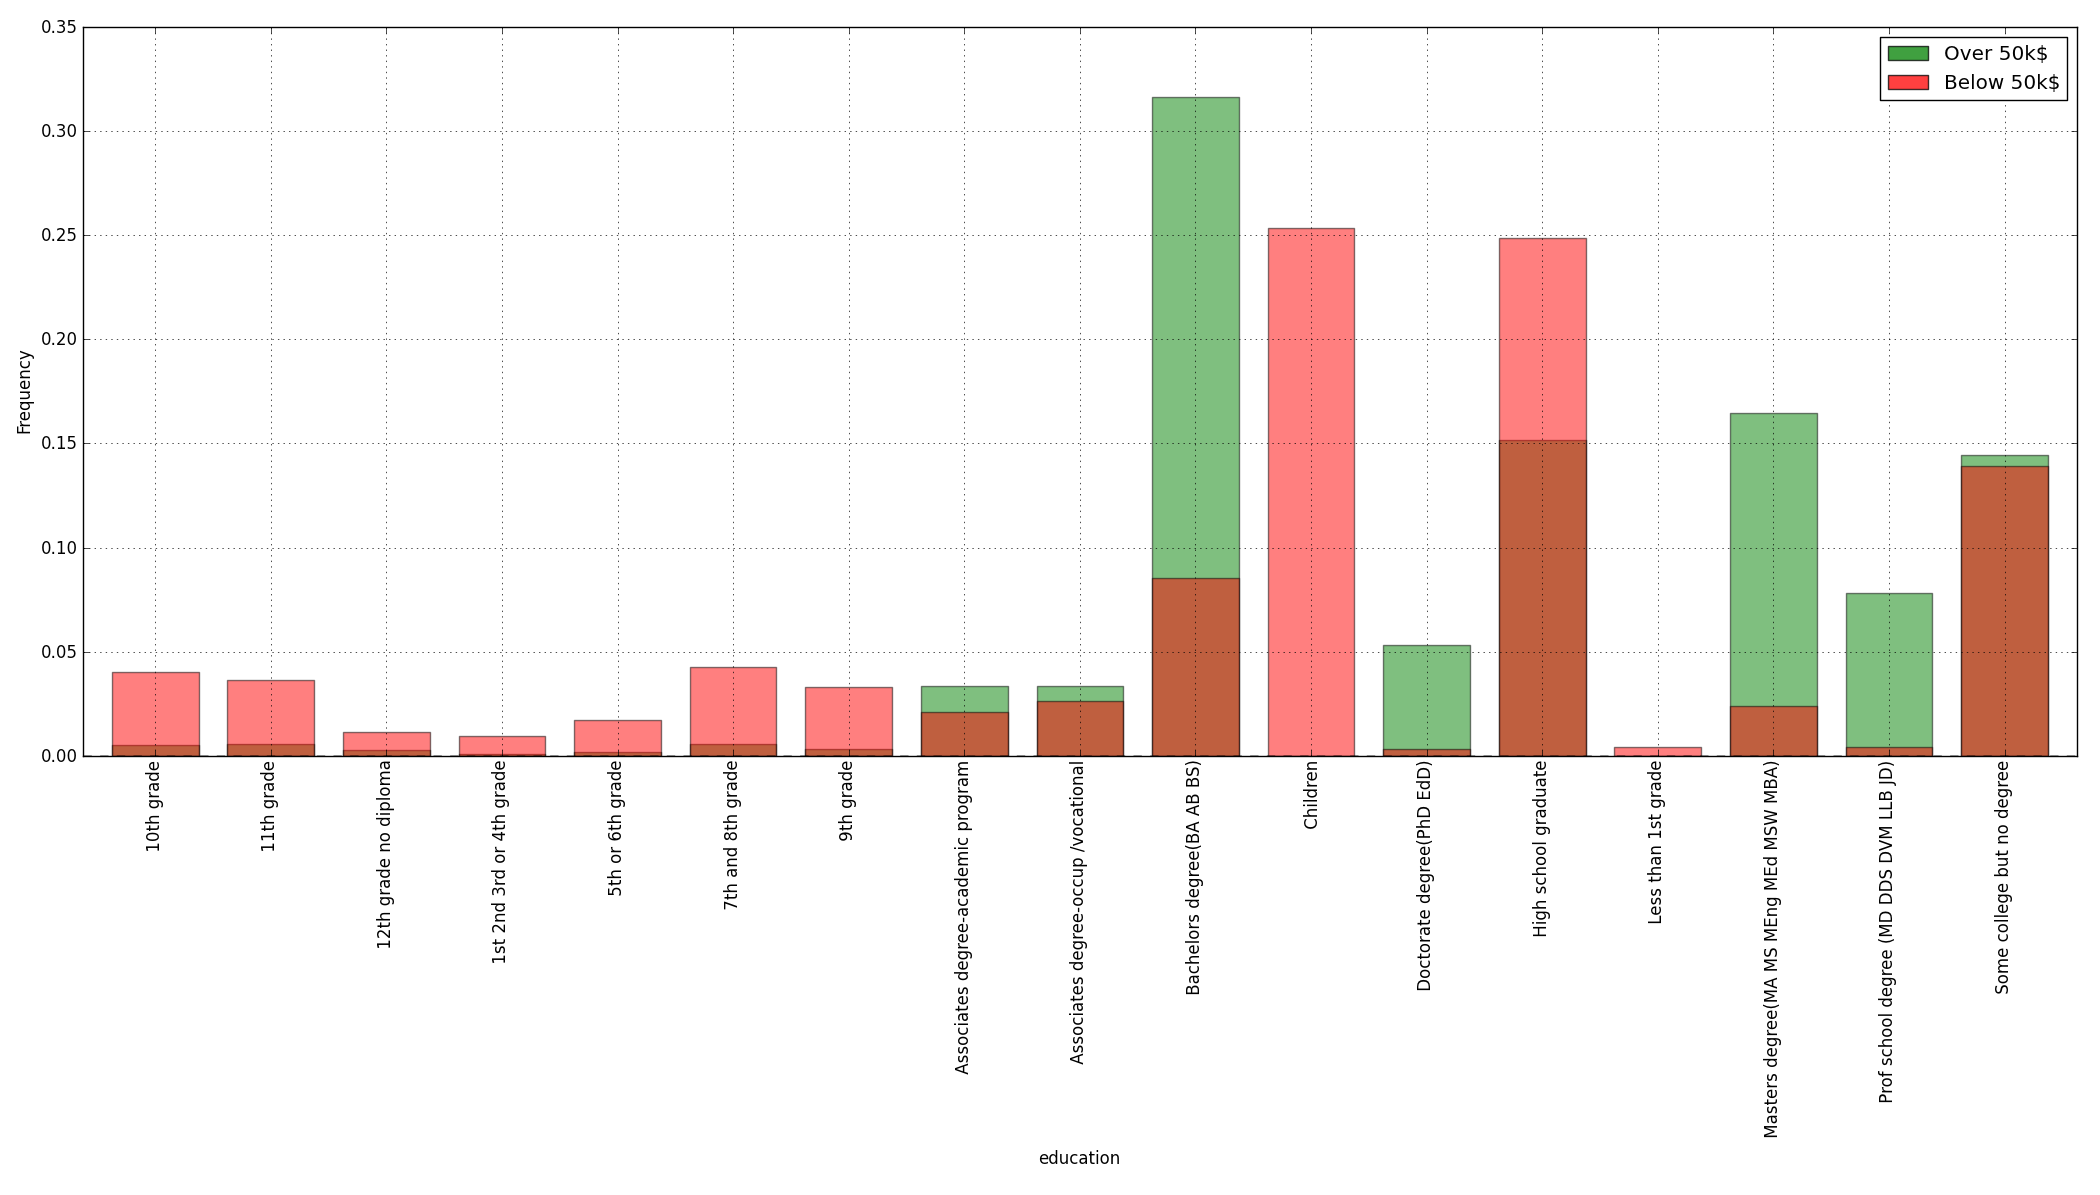 Over 50k$
Below 50k$
Frequency
0.35
0.30
0.25
0.20
0.15
0.10
0.05
0.00
10th grade
11th grade
12th grade no diploma
1st 2nd 3rd or 4th grade
5th or 6th grade
7th and 8th grade
9th grade
Associates degree-academic program
Associates degree-occup /vocational
Bachelors degree(BA AB BS)
Children
Doctorate degree(PhD EdD)
High school graduate
Less than 1st grade
Masters degree(MA MS MEng MEd MSW MBA)
Prof school degree (MD DDS DVM LLB JD)
Some college but no degree
education